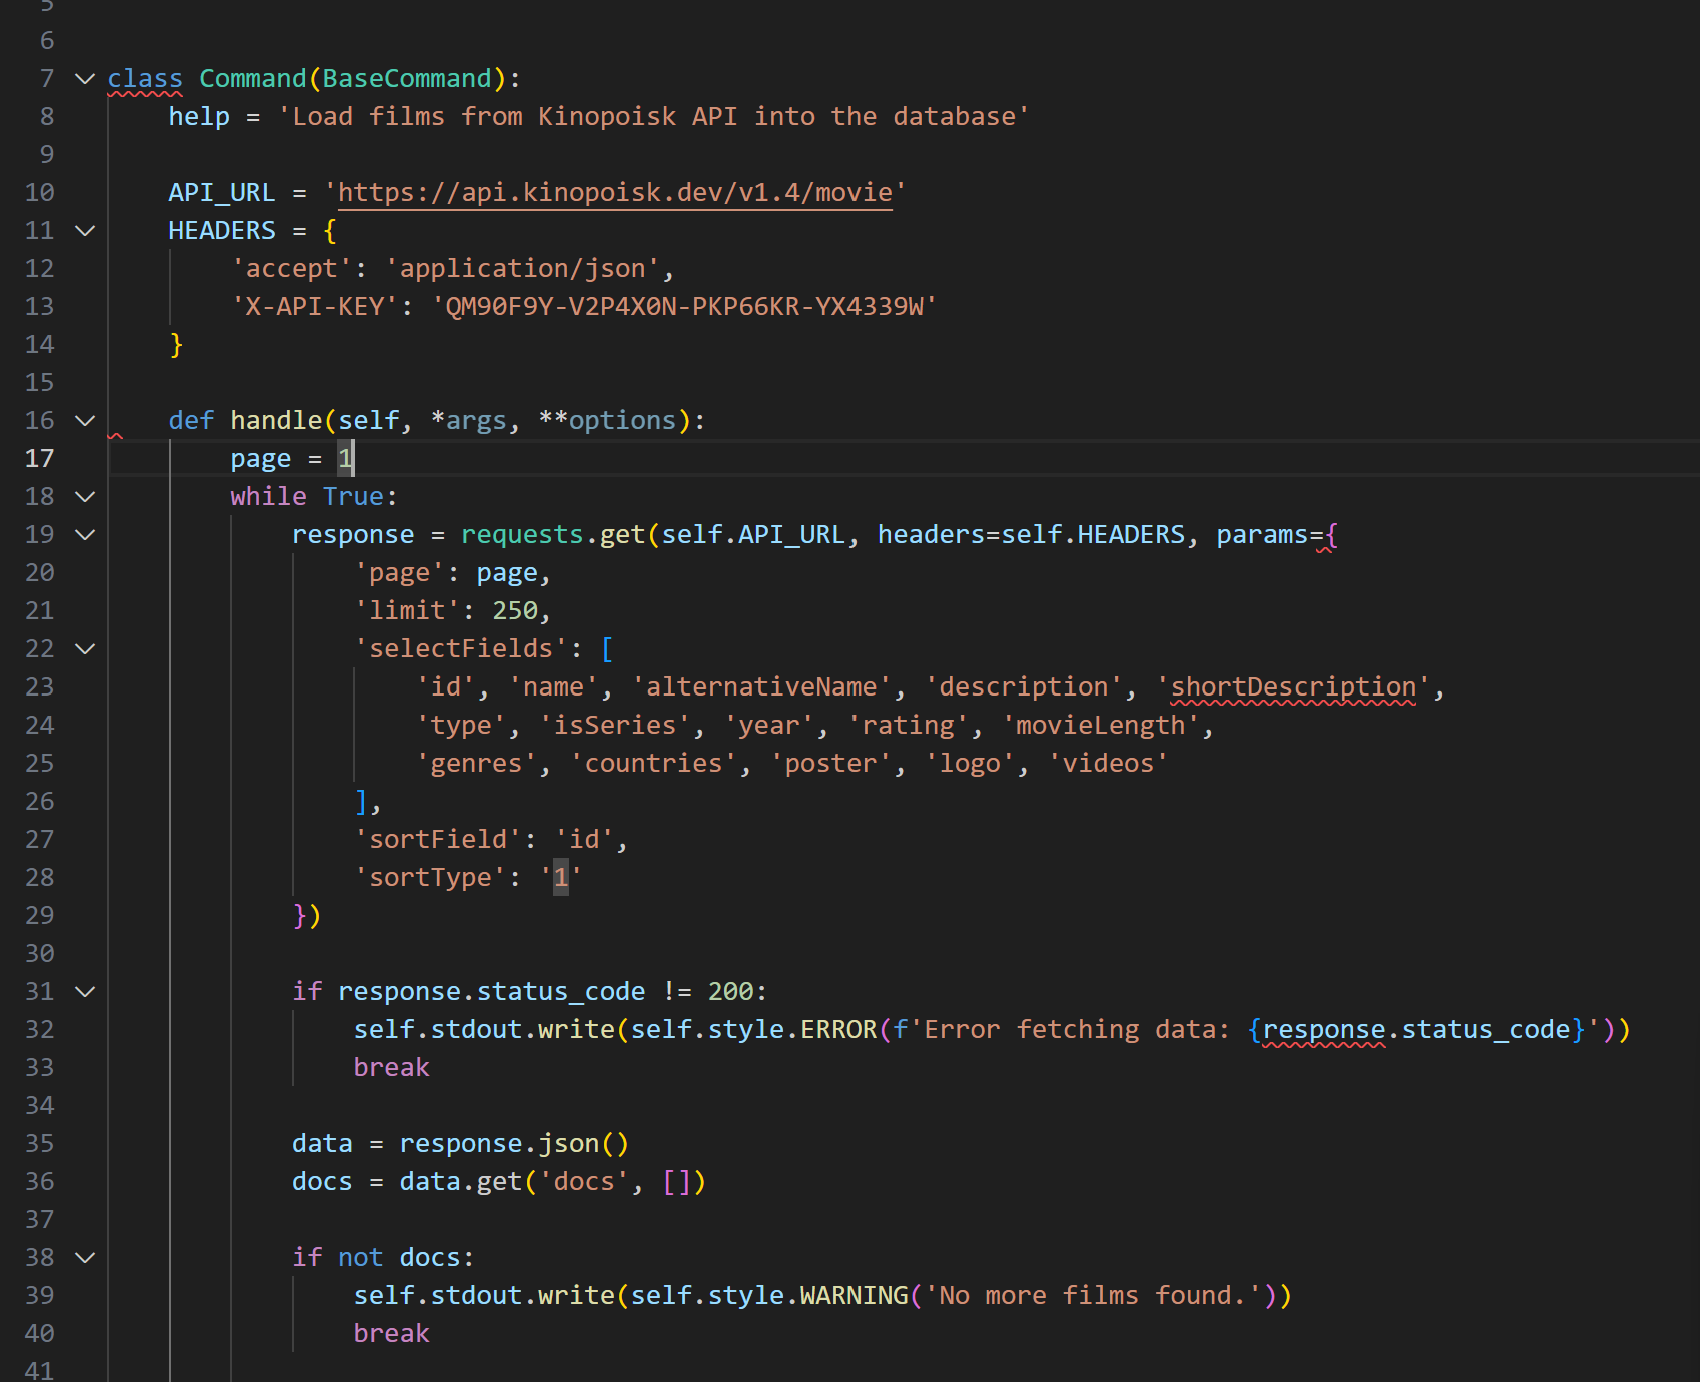 5
6
7 class Command(BaseCommand):
8     help = 'Load films from Kinopoisk API into the database'
9
10     API_URL = 'https://api.kinopoisk.dev/v1.4/movie'
11     HEADERS = {
12         'accept': 'application/json',
13         'X-API-KEY': 'QM90F9Y-V2P4X0N-PKP66KR-YX4339W'
14     }
15
16     def handle(self, *args, **options):
17         page = 1
18         while True:
19             response = requests.get(self.API_URL, headers=self.HEADERS, params={
20                 'page': page,
21                 'limit': 250,
22                 'selectFields': [
23                     'id', 'name', 'alternativeName', 'description', 'shortDescription',
24                     'type', 'isSeries', 'year', 'rating', 'movieLength',
25                     'genres', 'countries', 'poster', 'logo', 'videos'
26                 ],
27                 'sortField': 'id',
28                 'sortType': '1'
29             })
30
31             if response.status_code != 200:
32                 self.stdout.write(self.style.ERROR(f'Error fetching data: {response.status_code}'))
33                 break
34
35             data = response.json()
36             docs = data.get('docs', [])
37
38             if not docs:
39                 self.stdout.write(self.style.WARNING('No more films found.'))
40                 break
41